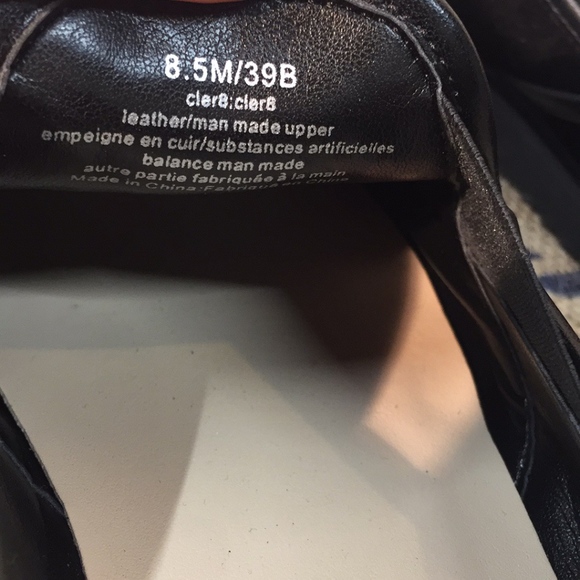 8.5M/39B
cler8:cler8
leather/man made upper
empeigne en cuir/substances artificielles
balance man made
autre partie fabriquée à la main
Made in China:Fabriqué en Chine